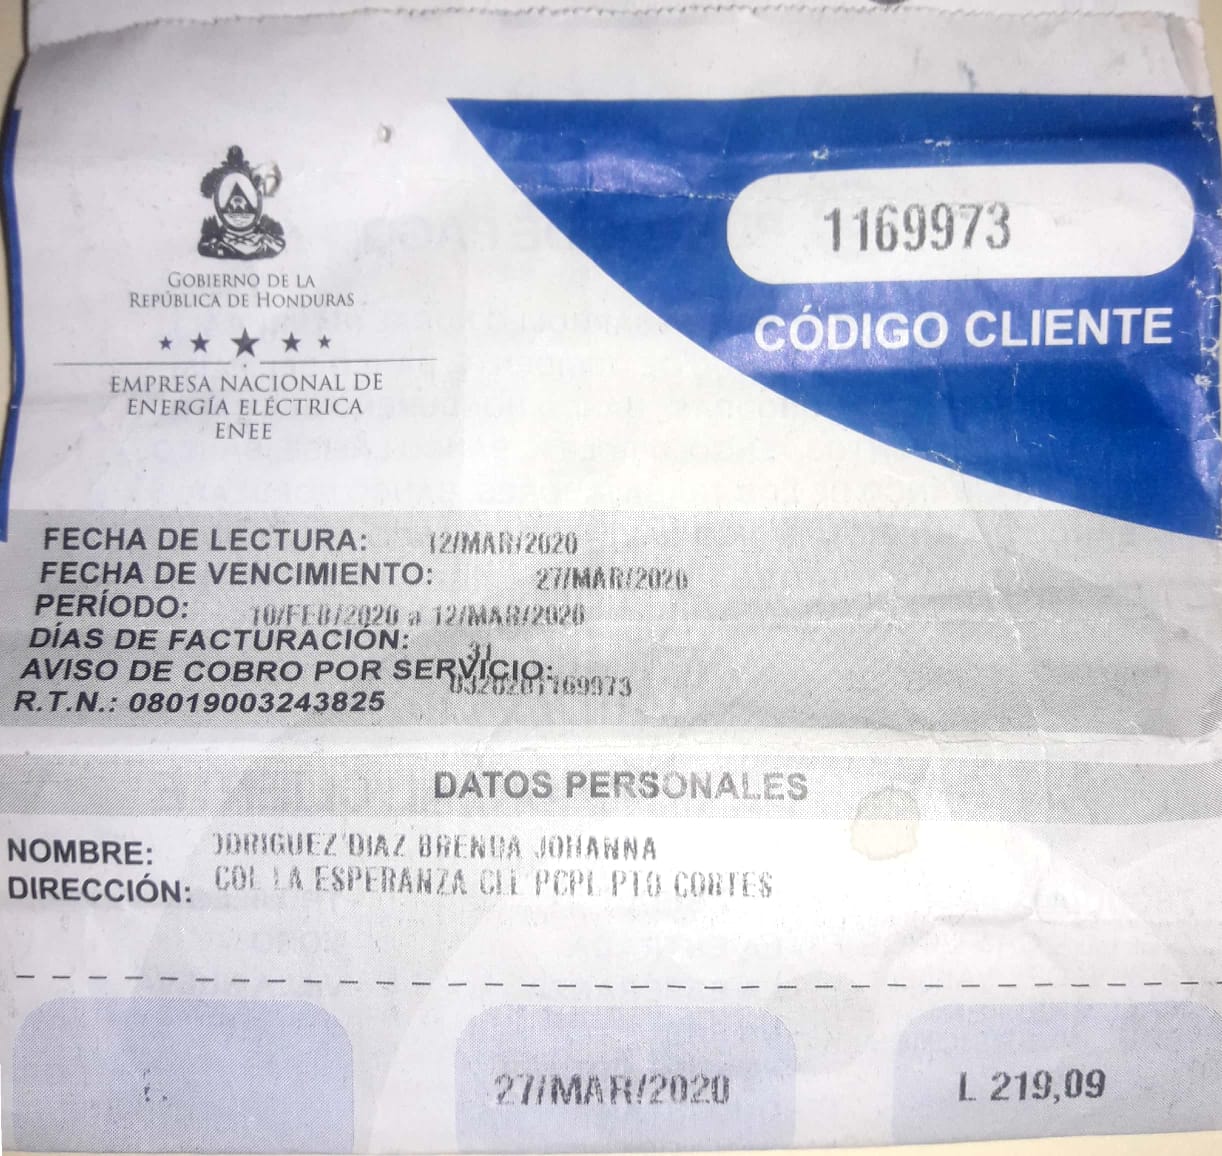 1169973
CÓDIGO CLIENTE
GOBIERNO DE LA
REPÚBLICA DE HONDURAS
EMPRESA NACIONAL DE
ENERGÍA ELÉCTRICA
ENEE
FECHA DE LECTURA: 12/MAR/2020
FECHA DE VENCIMIENTO: 27/MAR/2020
PERÍODO: 10/FEB/2020 a 12/MAR/2020
DÍAS DE FACTURACIÓN: 31
AVISO DE COBRO POR SERVICIO:
R.T.N.: 08019003243825
DATOS PERSONALES
NOMBRE: ODRIGUEZ DIAZ BRENDA JOHANNA
DIRECCIÓN: COL LA ESPERANZA CLL PCPL PTO CORTES
27/MAR/2020
L 219,09